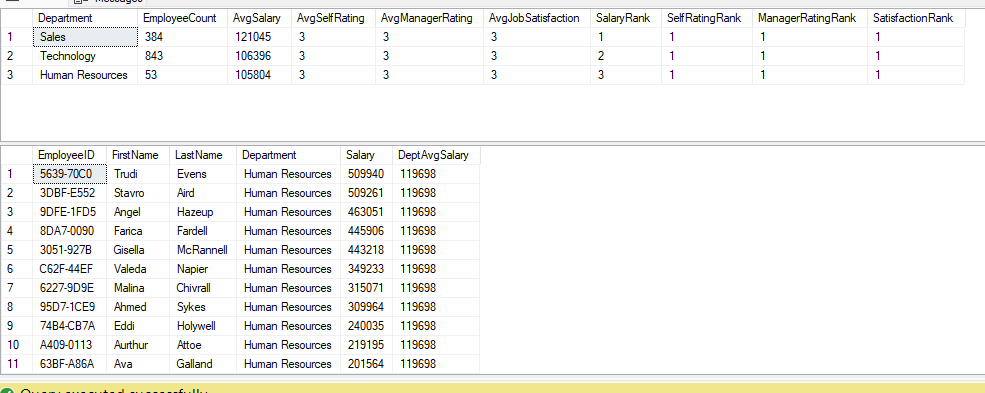 Department EmployeeCount AvgSalary AvgSelfRating AvgManagerRating AvgJobSatisfaction SalaryRank SelfRatingRank ManagerRatingRank SatisfactionRank
1 Sales 384 121045 3 3 3 1 1 1 1
2 Technology 843 106396 3 3 3 2 1 1 1
3 Human Resources 53 105804 3 3 3 3 1 1 1
EmployeeID FirstName LastName Department Salary DeptAvgSalary
1 5639-70C0 Trudi Evens Human Resources 509940 119698
2 3DBF-E552 Stavro Aird Human Resources 509261 119698
3 9DFE-1FD5 Angel Hazeup Human Resources 463051 119698
4 8DA7-0090 Farica Fardell Human Resources 445906 119698
5 3051-927B Gisella McRannell Human Resources 443218 119698
6 C62F-44EF Valeda Napier Human Resources 349233 119698
7 6227-9D9E Malina Chivrall Human Resources 315071 119698
8 95D7-1CE9 Ahmed Sykes Human Resources 309964 119698
9 74B4-CB7A Eddi Holywell Human Resources 240035 119698
10 A409-0113 Aurthur Attoe Human Resources 219195 119698
11 63BF-A86A Ava Galland Human Resources 201564 119698
Query executed successfully